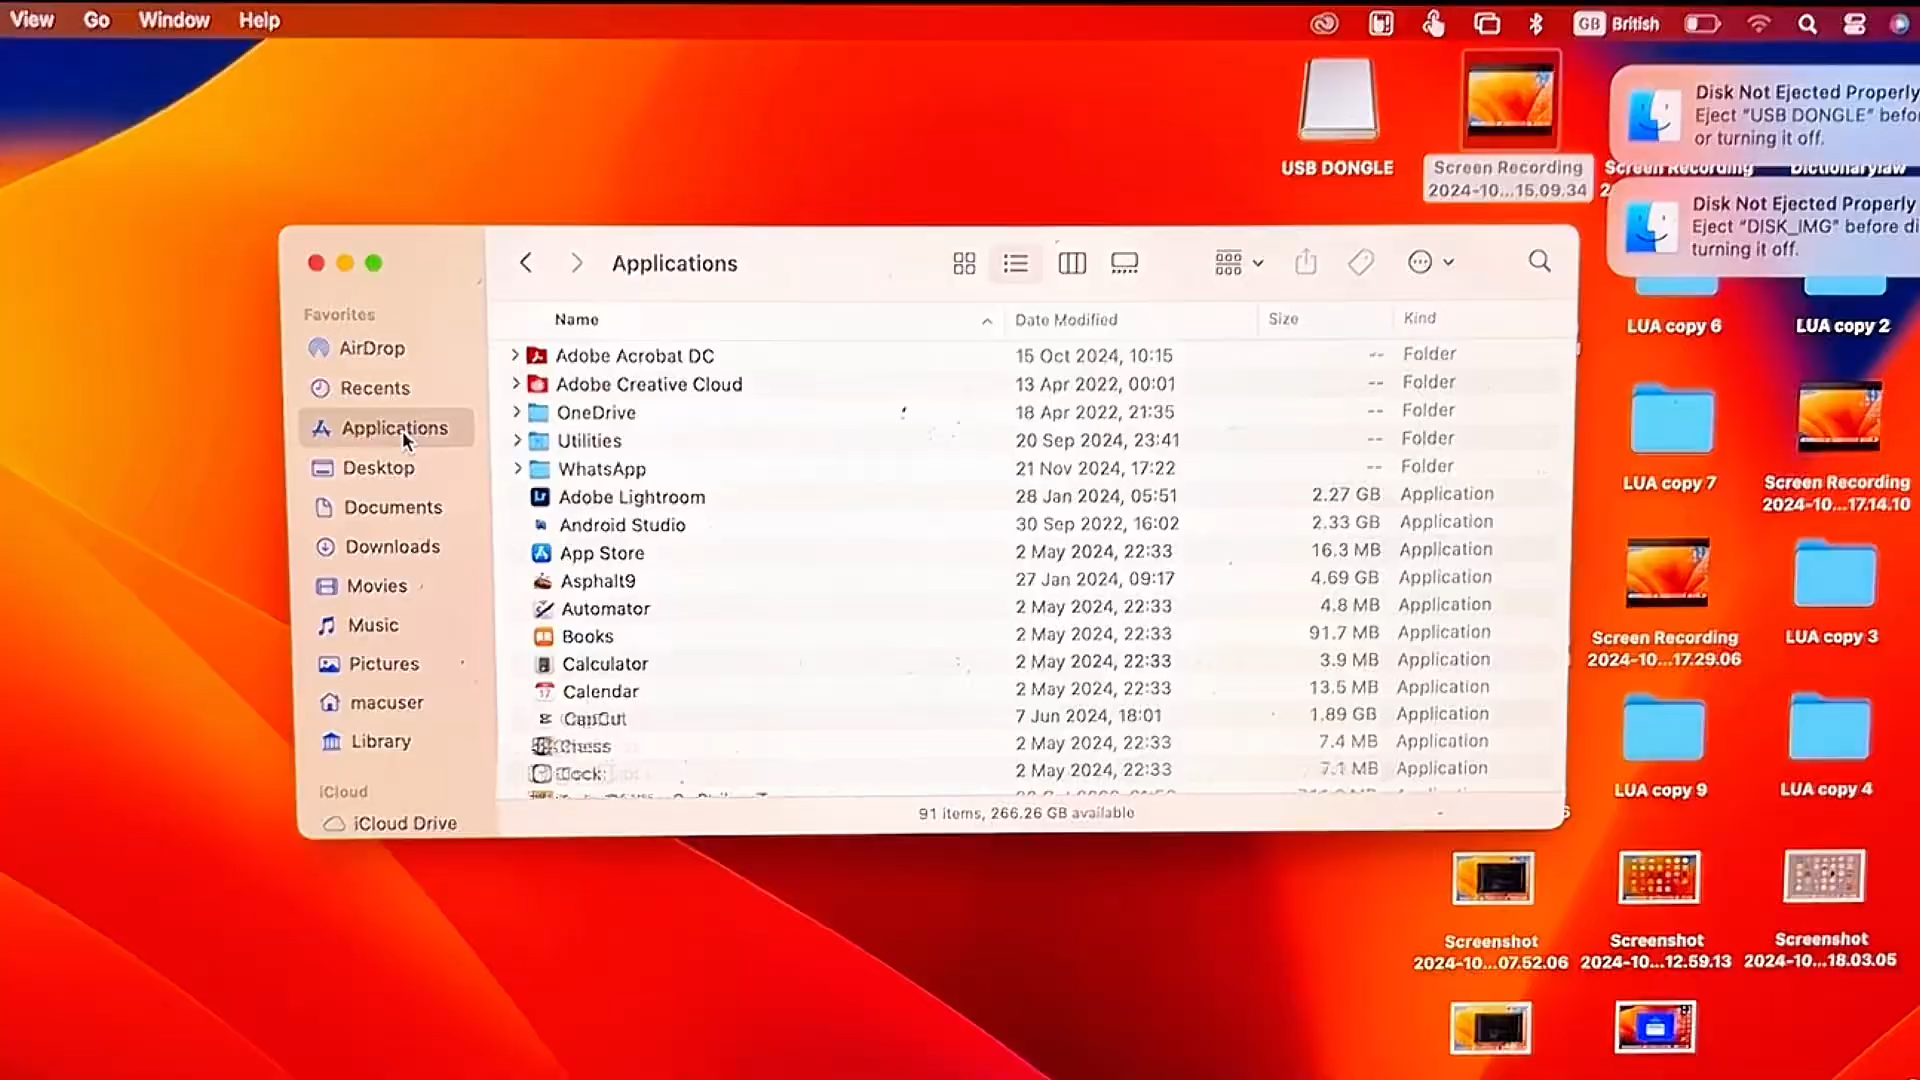 View Go Window Help
GB British
Disk Not Ejected Properly
Eject "USB DONGLE" befo
or turning it off.
USB DONGLE
Screen Recording
2024-10...15.09.34
Screen Recording
Disk Not Ejected Properly
Eject "DISK_IMG" before di
turning it off.
Applications
Favorites
AirDrop
Recents
Applications
Desktop
Documents
Downloads
Movies
Music
Pictures
macuser
Library
iCloud
iCloud Drive
Name Date Modified Size Kind
Adobe Acrobat DC 15 Oct 2024, 10:15 -- Folder
Adobe Creative Cloud 13 Apr 2022, 00:01 -- Folder
OneDrive 18 Apr 2022, 21:35 -- Folder
Utilities 20 Sep 2024, 23:41 -- Folder
WhatsApp 21 Nov 2024, 17:22 -- Folder
Adobe Lightroom 28 Jan 2024, 05:51 2.27 GB Application
Android Studio 30 Sep 2022, 16:02 2.33 GB Application
App Store 2 May 2024, 22:33 16.3 MB Application
Asphalt9 27 Jan 2024, 09:17 4.69 GB Application
Automator 2 May 2024, 22:33 4.8 MB Application
Books 2 May 2024, 22:33 91.7 MB Application
Calculator 2 May 2024, 22:33 3.9 MB Application
Calendar 2 May 2024, 22:33 13.5 MB Application
CapCut 7 Jun 2024, 18:01 1.89 GB Application
Chess 2 May 2024, 22:33 7.4 MB Application
Clock 2 May 2024, 22:33 7.1 MB Application
91 items, 266.26 GB available
LUA copy 6
LUA copy 2
LUA copy 7
Screen Recording
2024-10...17.14.10
Screen Recording
2024-10...17.29.06
LUA copy 3
LUA copy 9
LUA copy 4
Screenshot
2024-10...07.52.06
Screenshot
2024-10...12.59.13
Screenshot
2024-10...18.03.05